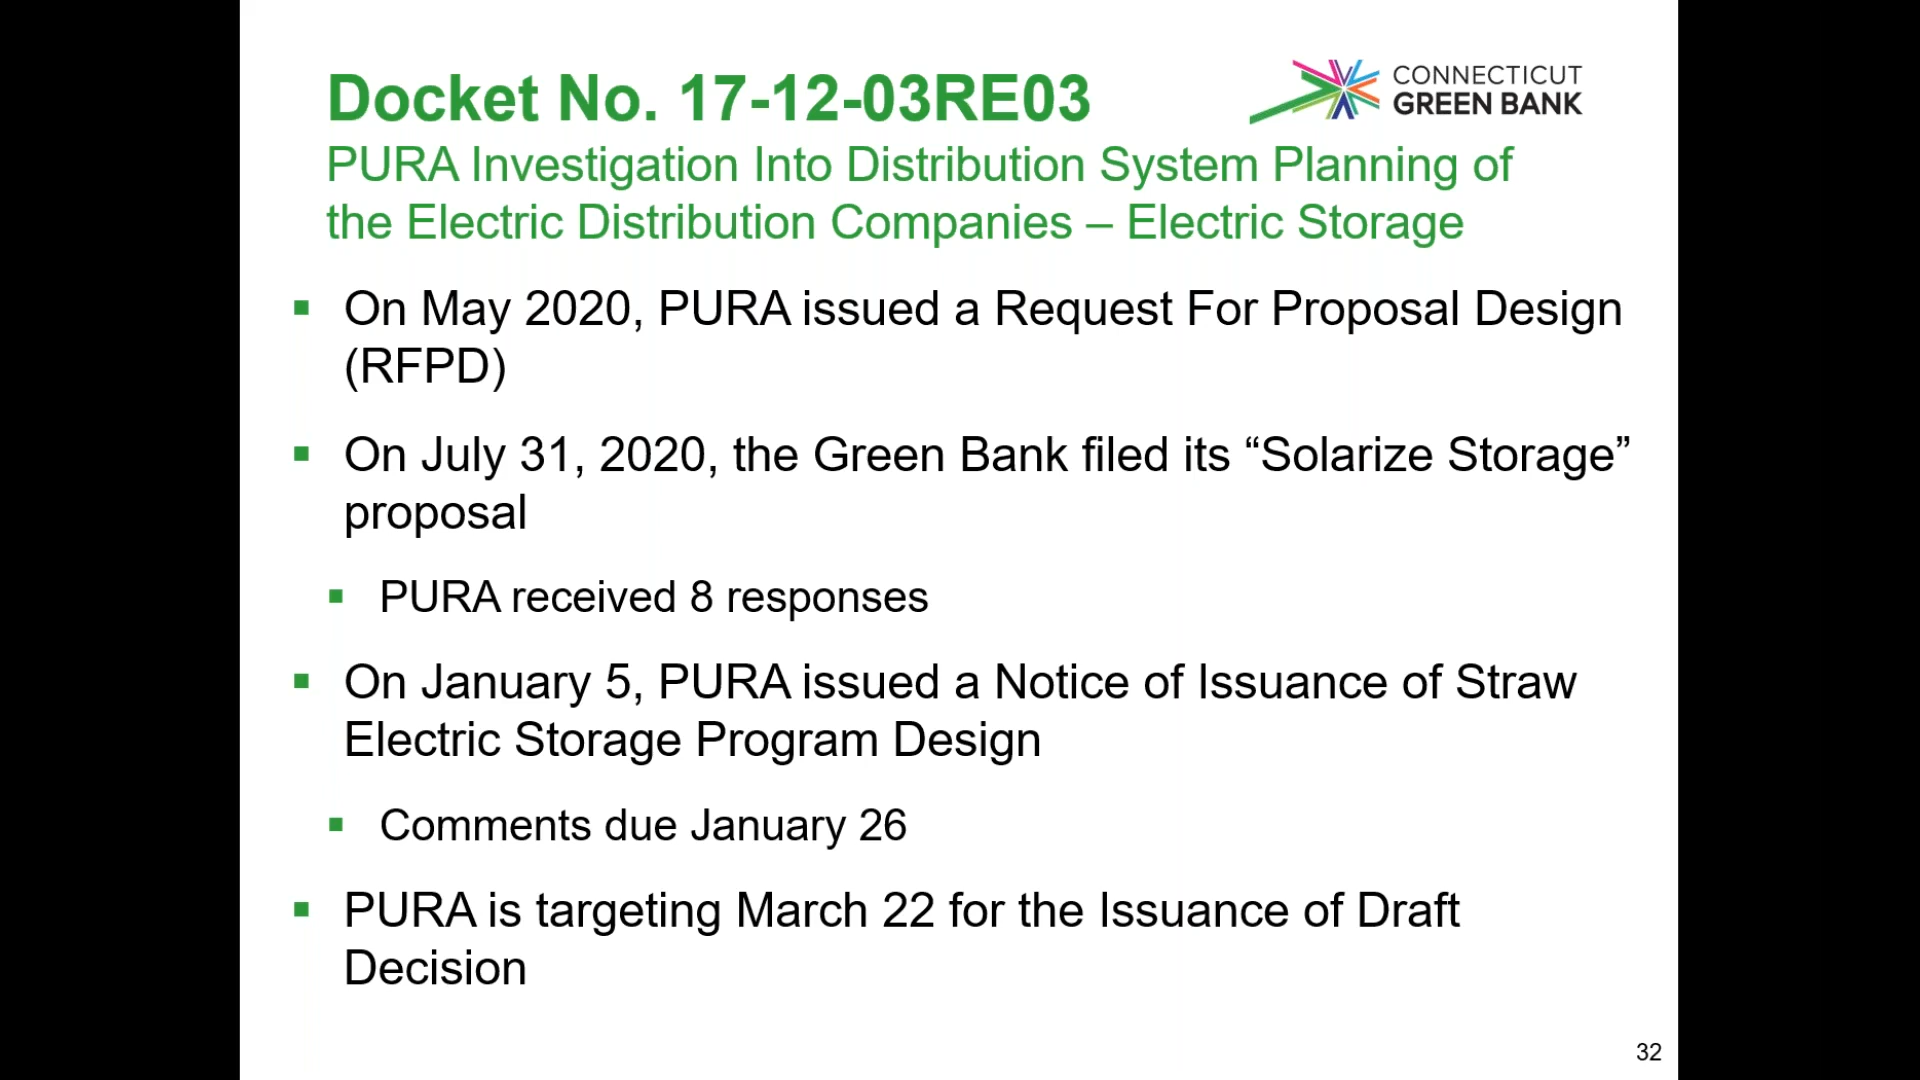 Docket No. 17-12-03RE03
CONNECTICUT
GREEN BANK
PURA Investigation Into Distribution System Planning of
the Electric Distribution Companies – Electric Storage
▪ On May 2020, PURA issued a Request For Proposal Design
(RFPD)
▪ On July 31, 2020, the Green Bank filed its “Solarize Storage”
proposal
▪ PURA received 8 responses
▪ On January 5, PURA issued a Notice of Issuance of Straw
Electric Storage Program Design
▪ Comments due January 26
▪ PURA is targeting March 22 for the Issuance of Draft
Decision
32